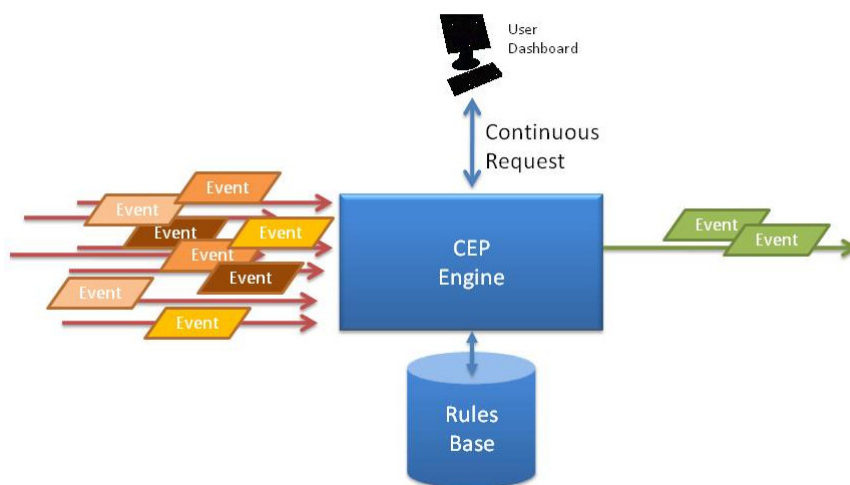 User
Dashboard
Continuous
Request
Event
Event
Event
Event
Event
Event
Event
Event
CEP
Engine
Event
Event
Rules
Base